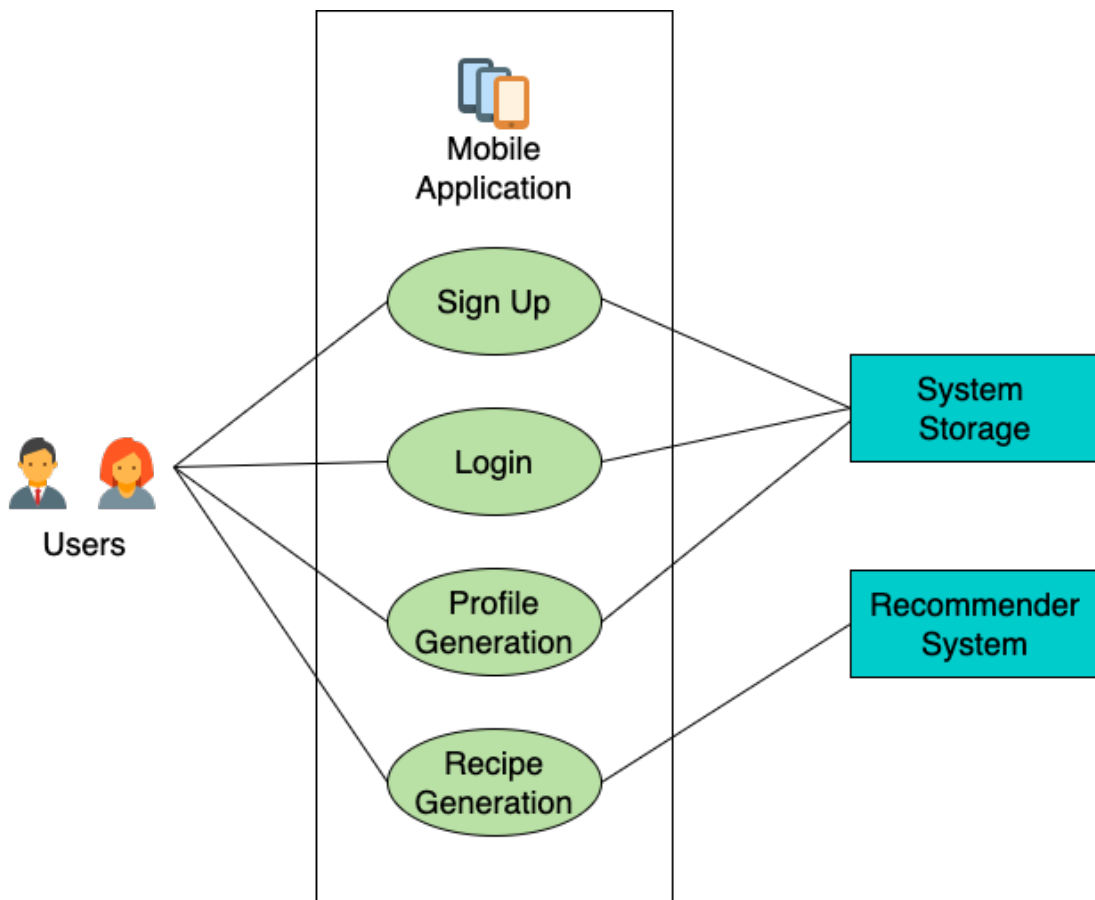 Mobile
Application
Sign Up
Login
Profile
Generation
Recipe
Generation
Users
System
Storage
Recommender
System